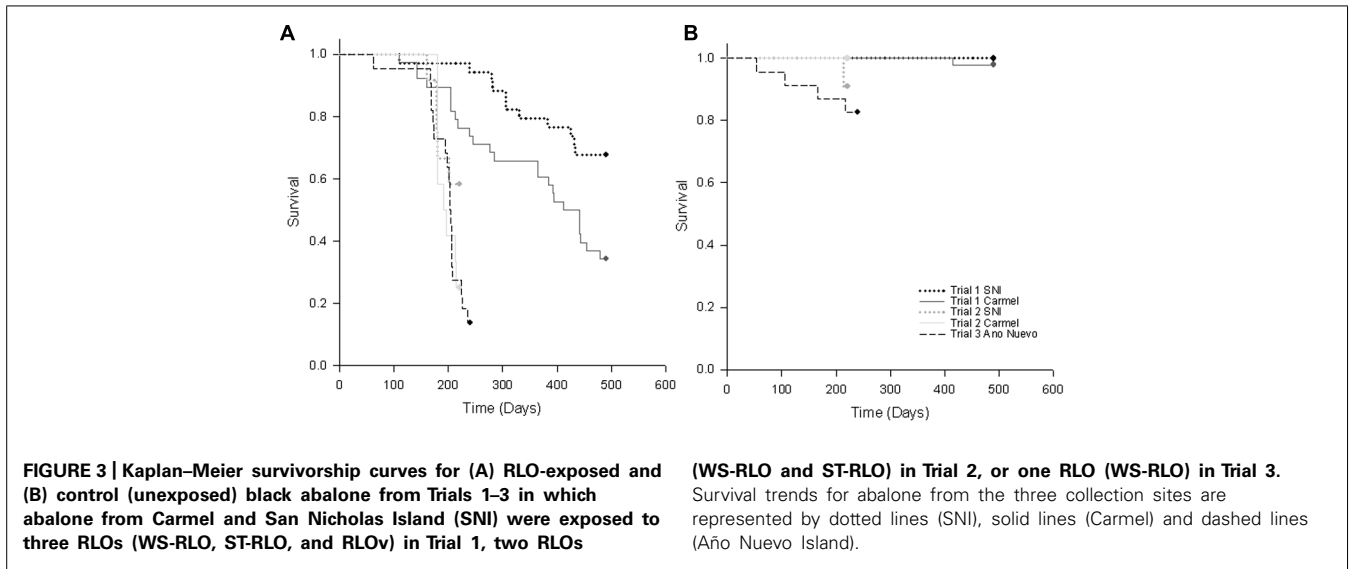 A
1.0
0.8
0.6
0.4
0.2
0.0
Survival
0 100 200 300 400 500 600
Time (Days)
B
1.0
0.8
0.6
0.4
0.2
0.0
Survival
Trial 1 SNI
Trial 1 Carmel
Trial 2 SNI
Trial 2 Carmel
Trial 3 Ano Nuevo
0 100 200 300 400 500 600
Time (Days)
FIGURE 3 | Kaplan–Meier survivorship curves for (A) RLO-exposed and
(B) control (unexposed) black abalone from Trials 1–3 in which
abalone from Carmel and San Nicholas Island (SNI) were exposed to
three RLOs (WS-RLO, ST-RLO, and RLOv) in Trial 1, two RLOs
(WS-RLO and ST-RLO) in Trial 2, or one RLO (WS-RLO) in Trial 3.
Survival trends for abalone from the three collection sites are
represented by dotted lines (SNI), solid lines (Carmel) and dashed lines
(Año Nuevo Island).